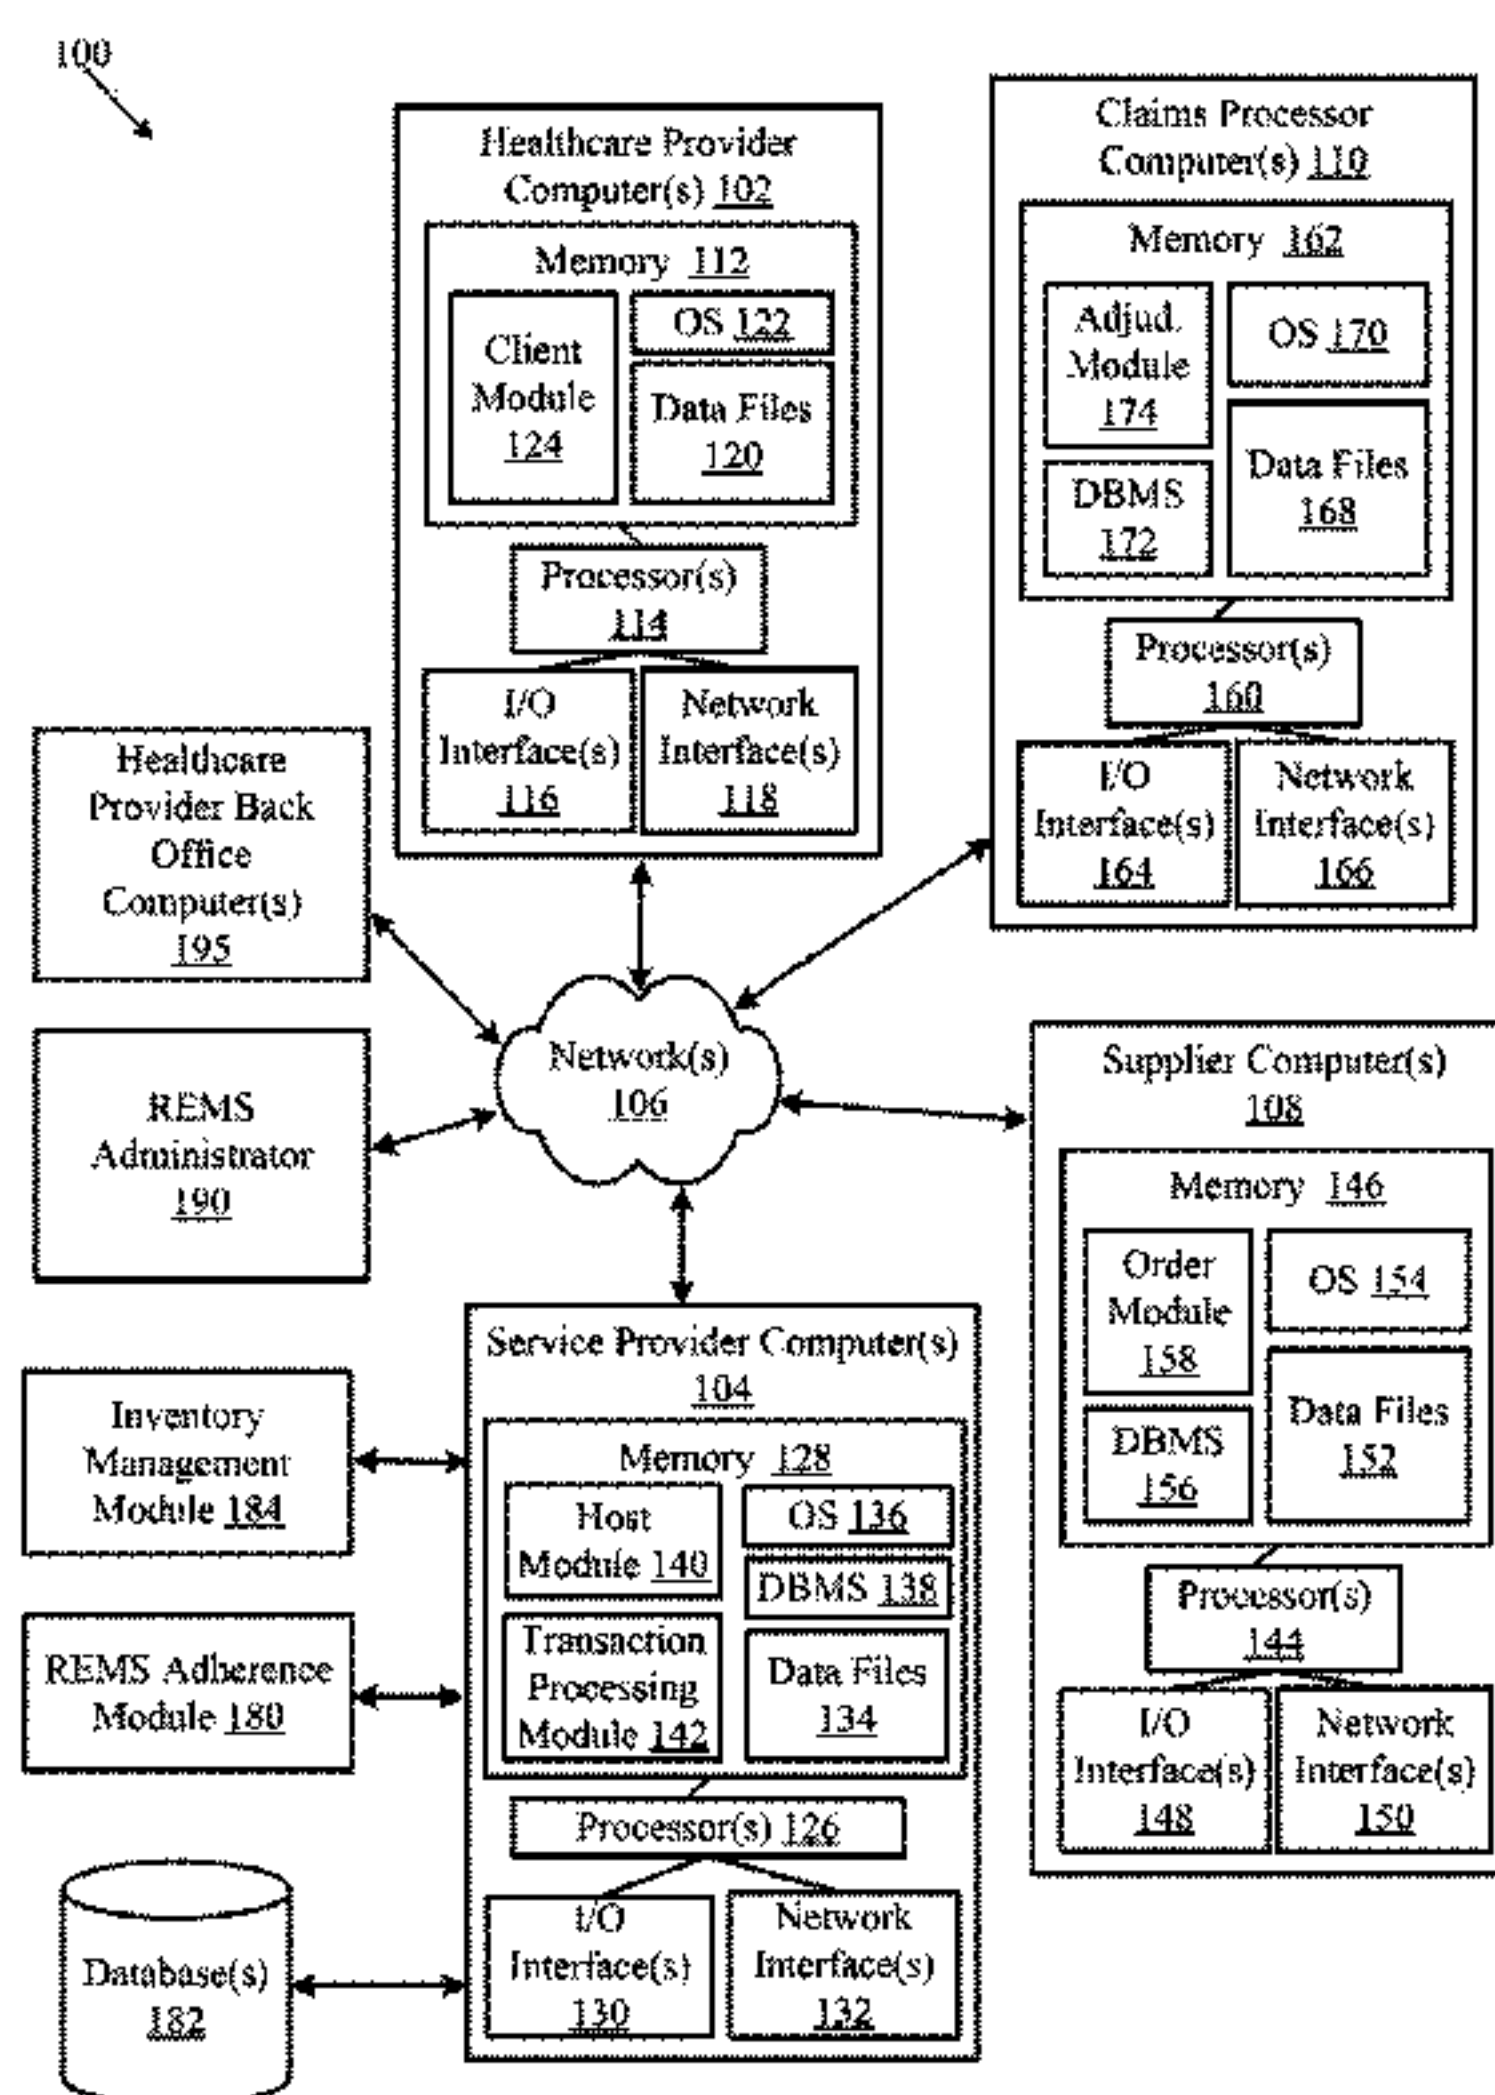 100
Healthcare Provider
Computer(s) 102
Memory 112
Client
Module
124
OS 122
Data Files
120
Processor(s)
114
I/O
Interface(s)
116
Network
Interface(s)
118
Claims Processor
Computer(s) 110
Memory 162
Adjud.
Module
174
OS 170
DBMS
172
Data Files
168
Processor(s)
160
I/O
Interface(s)
164
Network
Interface(s)
166
Healthcare
Provider Back
Office
Computer(s)
195
REMS
Administrator
190
Network(s)
106
Supplier Computer(s)
108
Memory 146
Order
Module
158
OS 154
DBMS
156
Data Files
152
Processor(s)
144
I/O
Interface(s)
148
Network
Interface(s)
150
Inventory
Management
Module 184
REMS Adherence
Module 180
Database(s)
182
Service Provider Computer(s)
104
Memory 128
Host
Module 140
OS 136
DBMS 138
Transaction
Processing
Module 142
Data Files
134
Processor(s) 126
I/O
Interface(s)
130
Network
Interface(s)
132